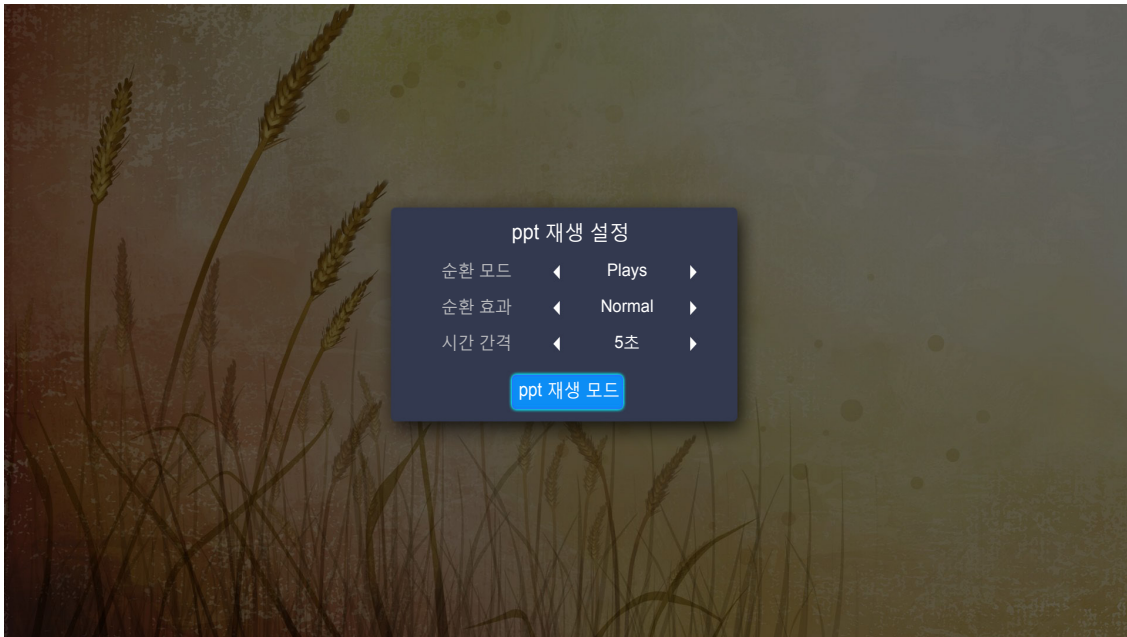 ppt 재생 설정
순환 모드 Plays
순환 효과 Normal
시간 간격 5초
ppt 재생 모드